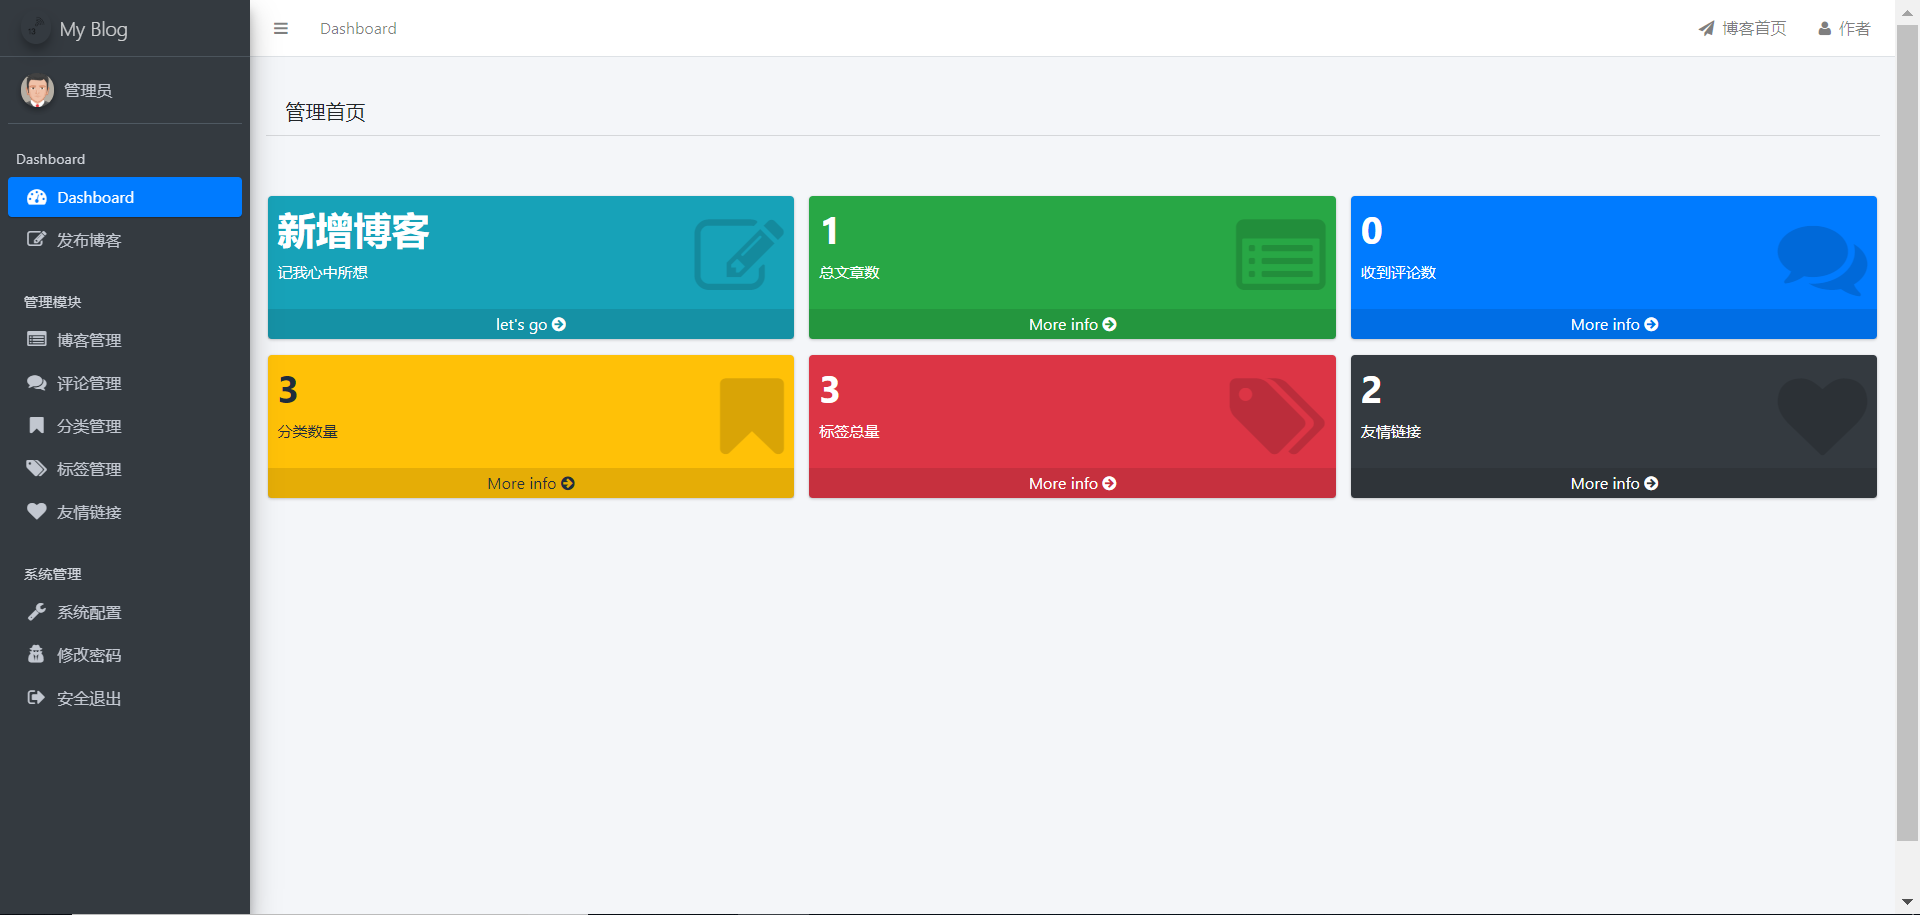 My Blog
管理员
Dashboard
Dashboard
发布博客
管理模块
博客管理
评论管理
分类管理
标签管理
友情链接
系统管理
系统配置
修改密码
安全退出
Dashboard
博客首页
作者
管理首页
新增博客
记我心中所想
let's go
1
总文章数
More info
0
收到评论数
More info
3
分类数量
More info
3
标签总量
More info
2
友情链接
More info